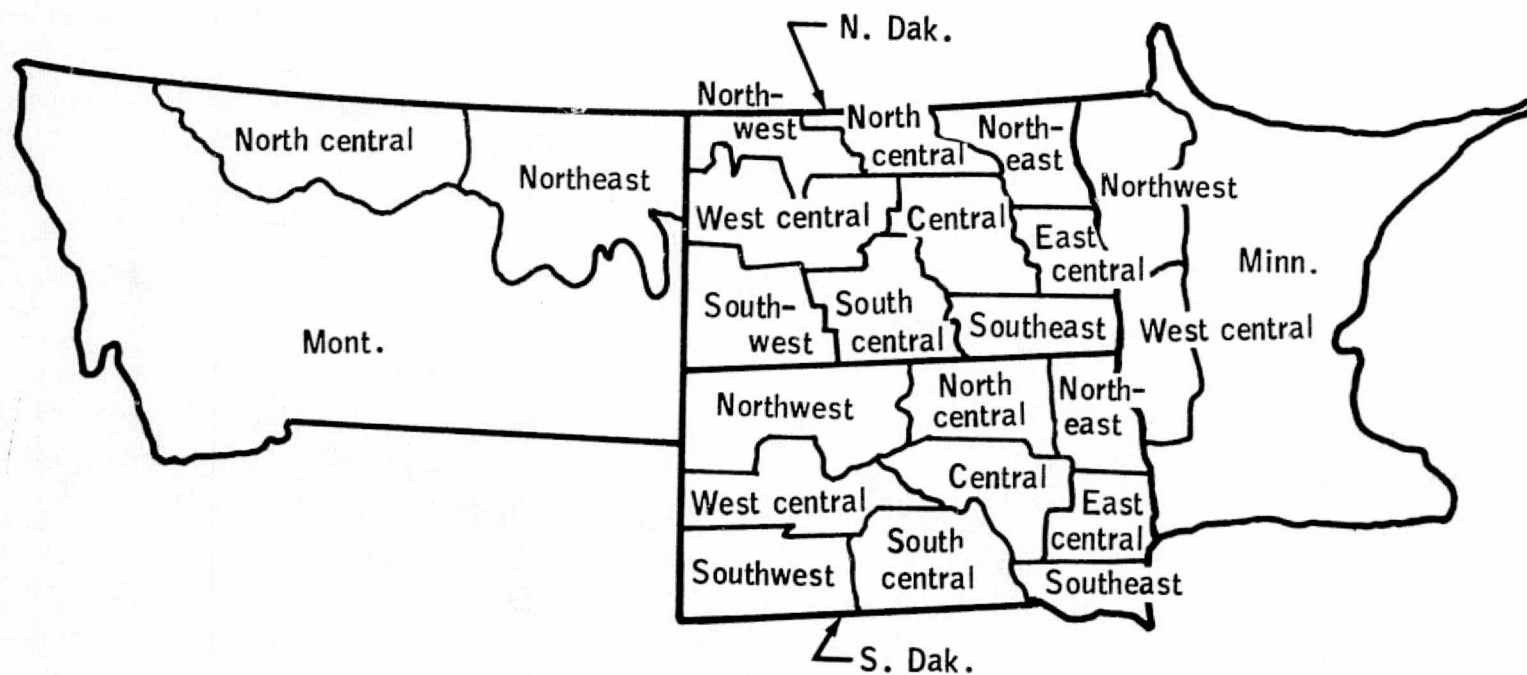 N. Dak.
North-
west
North
central
North-
east
North central
Northeast
Northwest
West central
Central
East
central
Minn.
South-
west
South
central
Southeast
West central
Mont.
Northwest
North
central
North-
east
West central
Central
East
central
Southwest
South
central
Southeast
S. Dak.